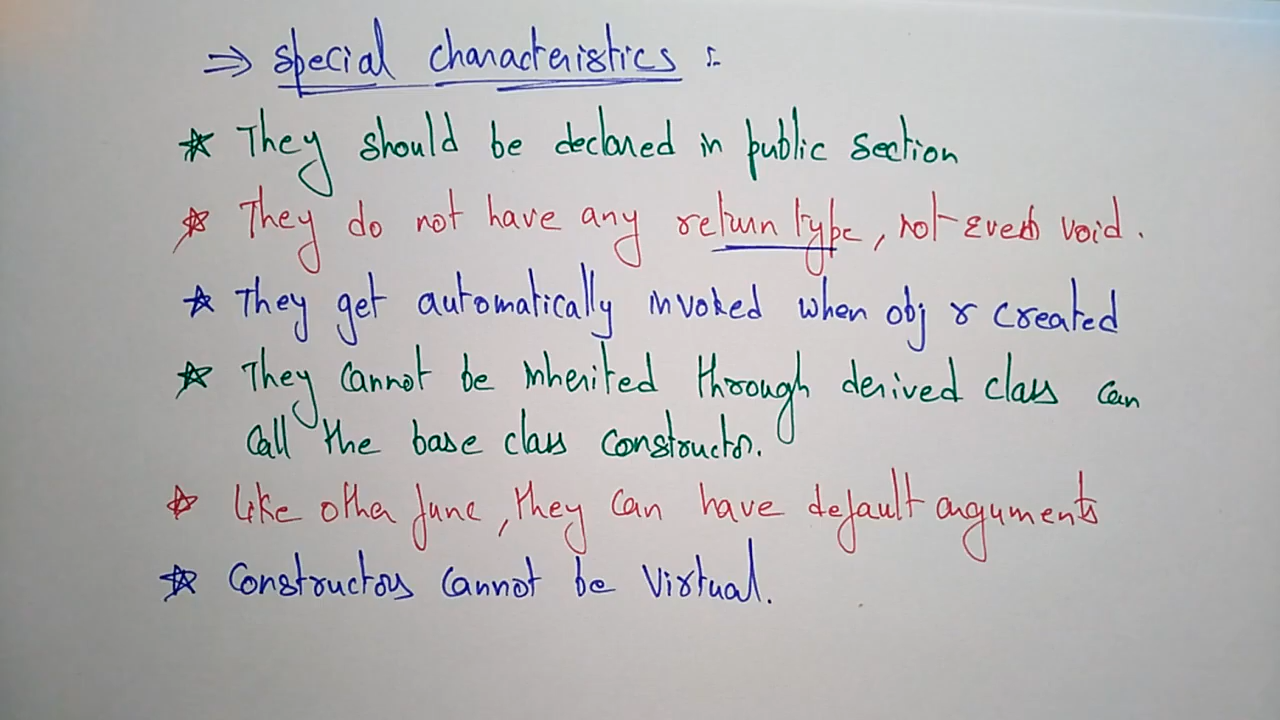 ⇒ special characteristics :-
☆ They should be declared in public section
☆ They do not have any return type, not even void.
☆ They get automatically invoked when obj r created
☆ They cannot be inherited through derived class can
call the base class constructor.
☆ Like other func, they can have default arguments
☆ Constructors cannot be virtual.